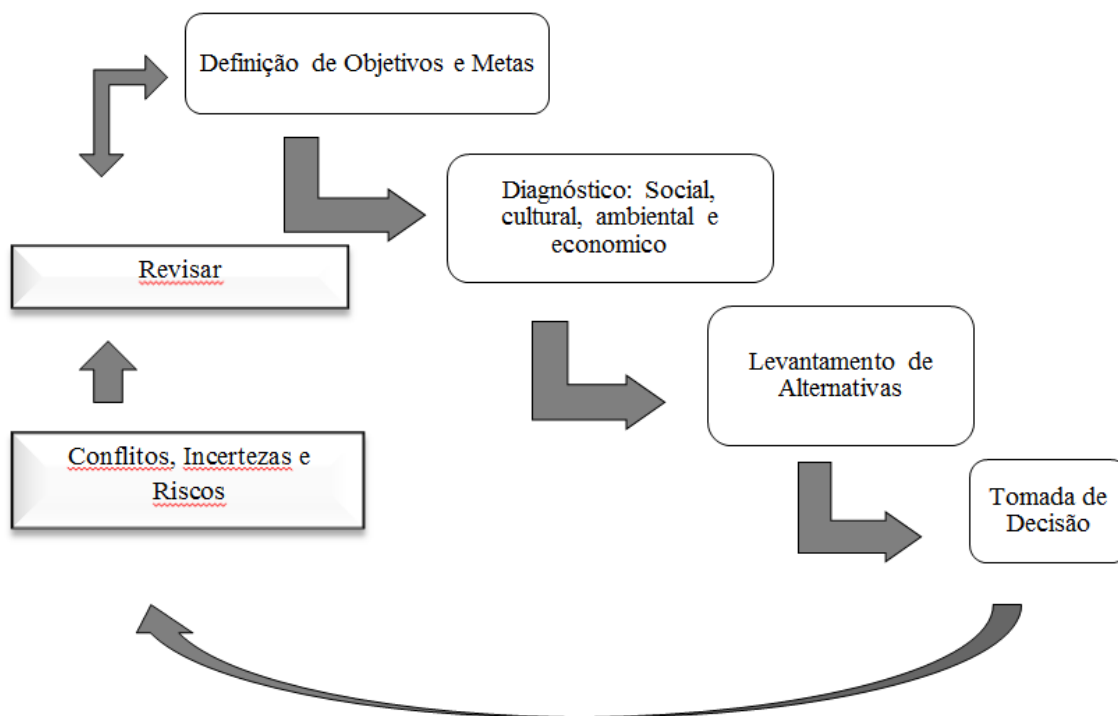 Definição de Objetivos e Metas
Diagnóstico: Social,
cultural, ambiental e
economico
Revisar
Levantamento de
Alternativas
Conflitos, Incertezas e
Riscos
Tomada de
Decisão